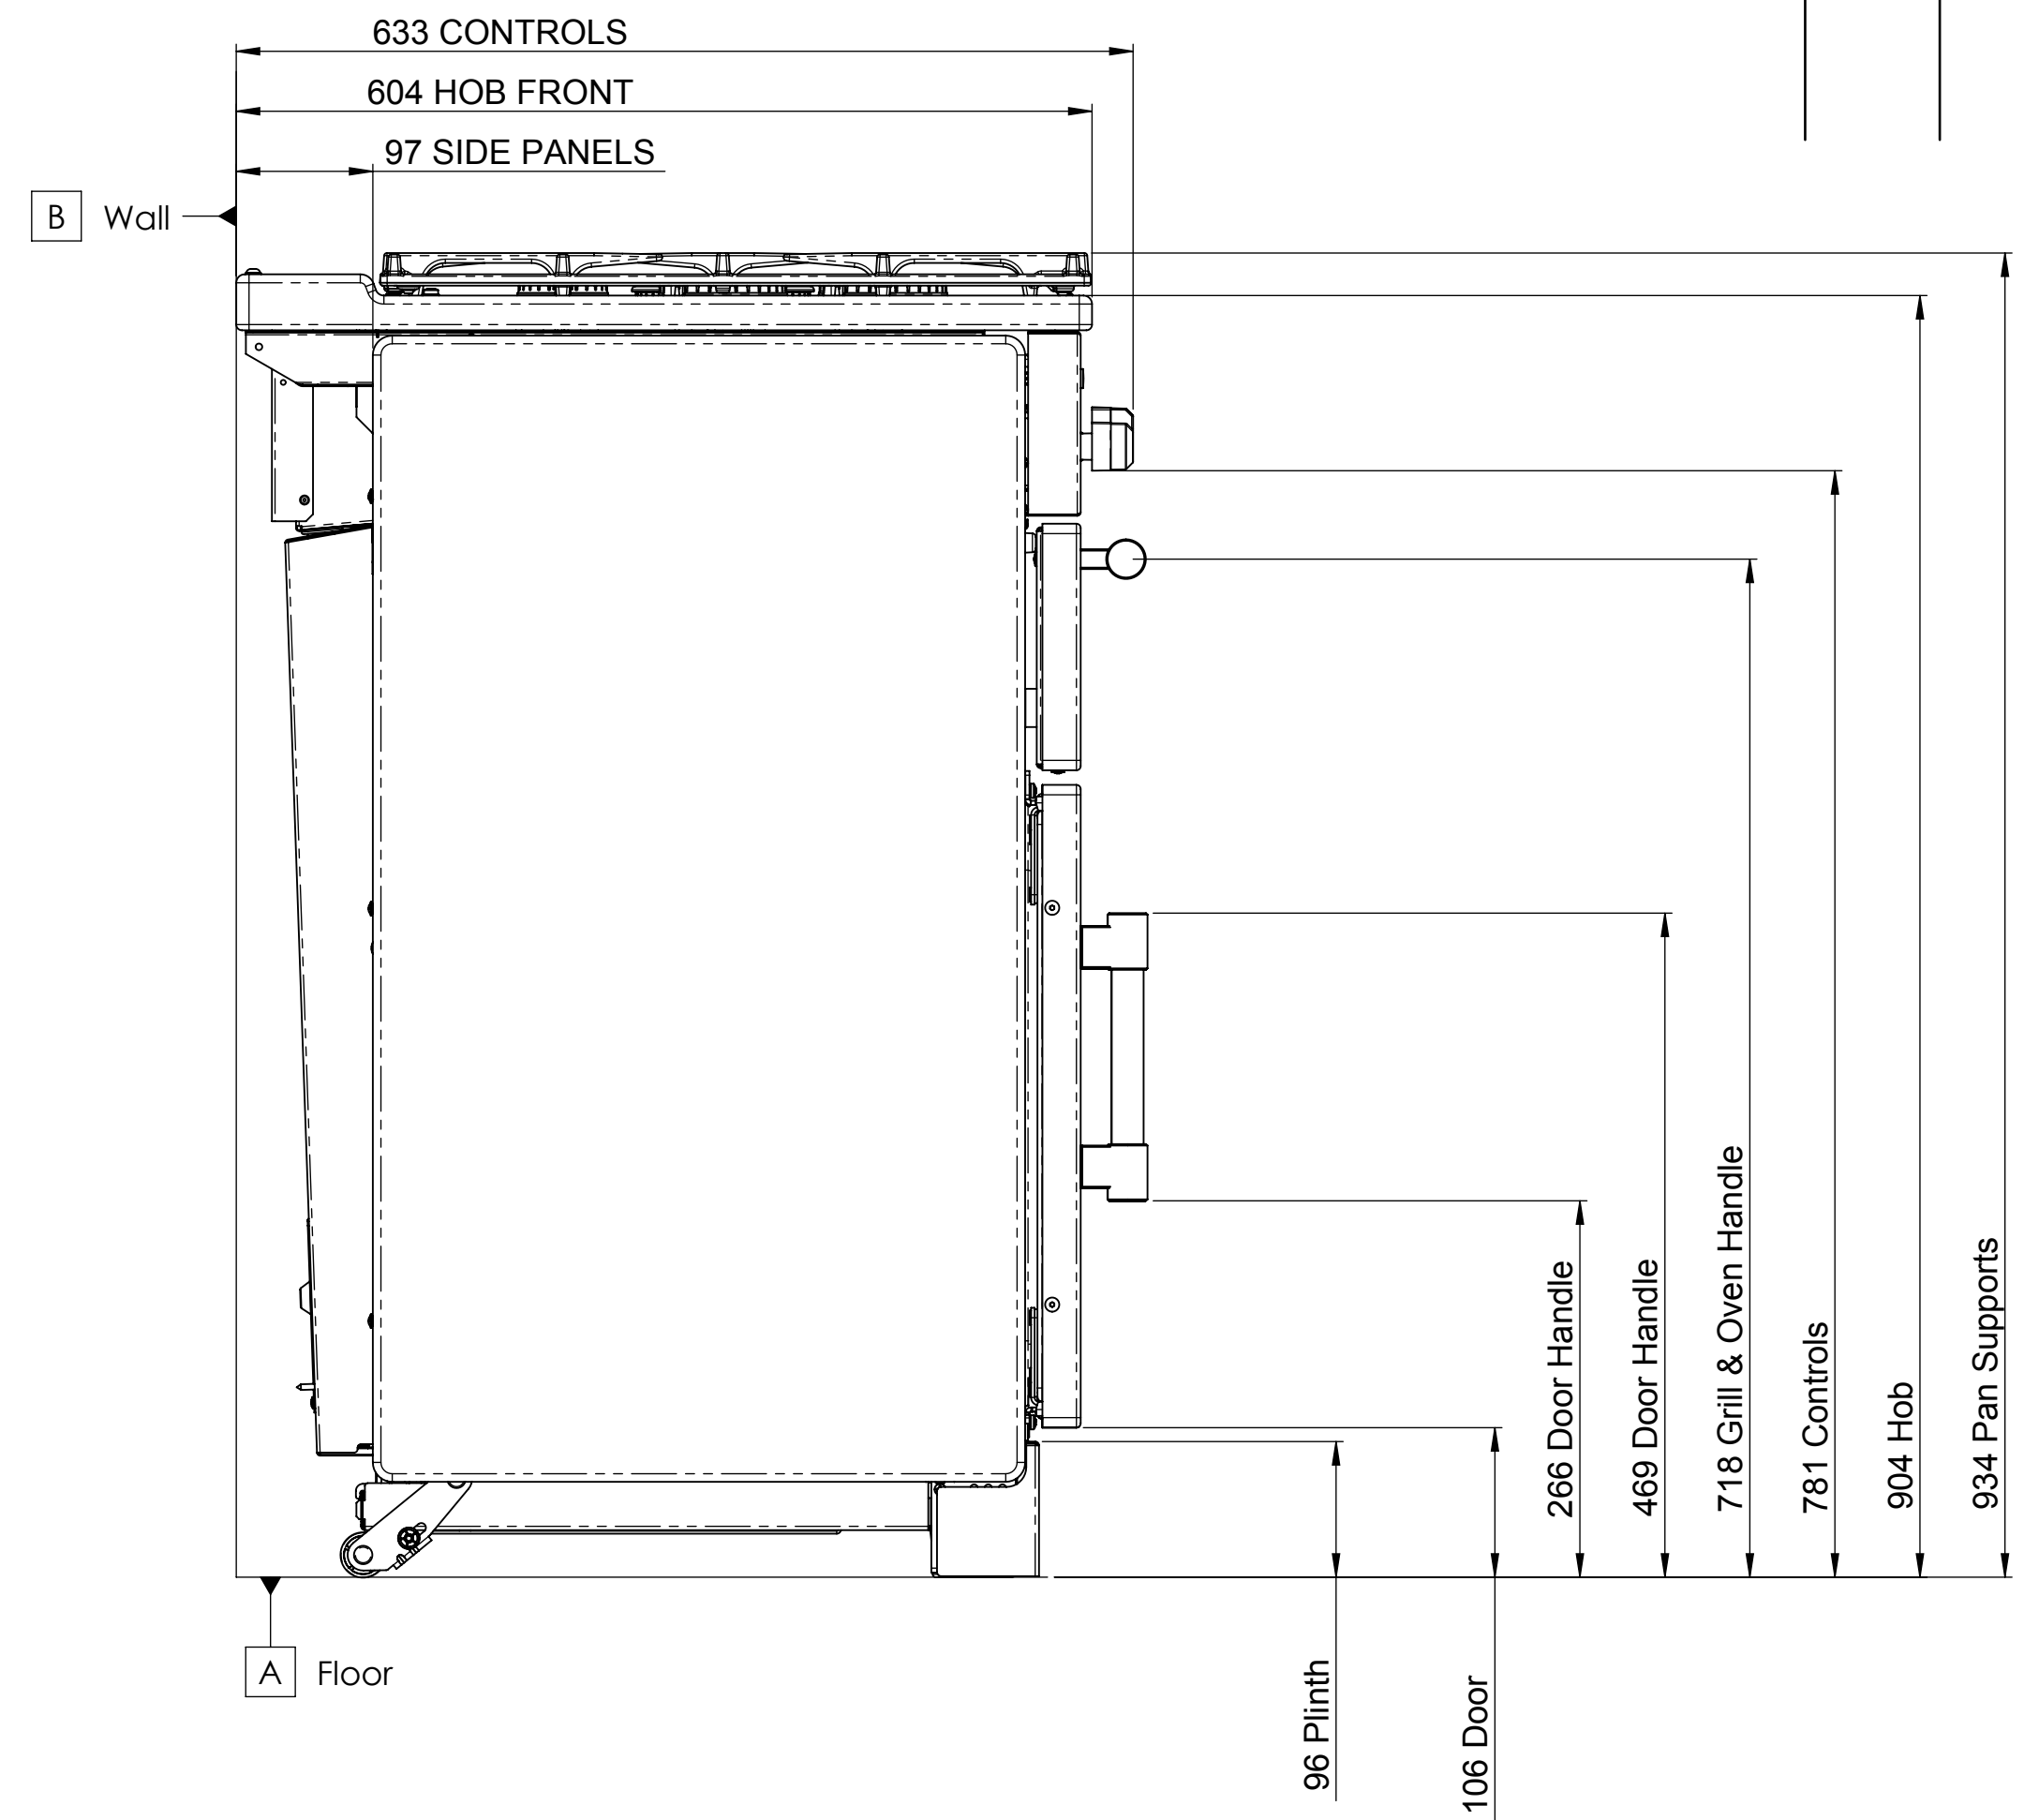 633 CONTROLS
604 HOB FRONT
97 SIDE PANELS
B Wall
266 Door Handle
469 Door Handle
718 Grill & Oven Handle
781 Controls
904 Hob
934 Pan Supports
A Floor
96 Plinth
106 Door